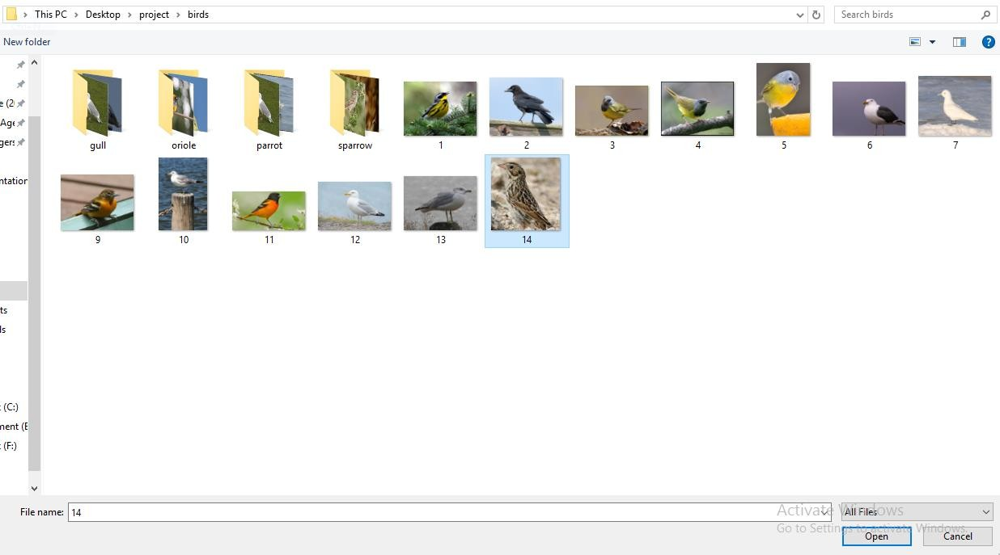 This PC > Desktop > project > birds
Search birds
New folder
gull
oriole
parrot
sparrow
1
2
3
4
5
6
7
9
10
11
12
13
14
e (2
Age
gers
ntation
ts
ls
(C:)
ment (E
(F:)
File name: 14
All Files
Activate Windows
Go to Settings to activate Windows.
Open
Cancel